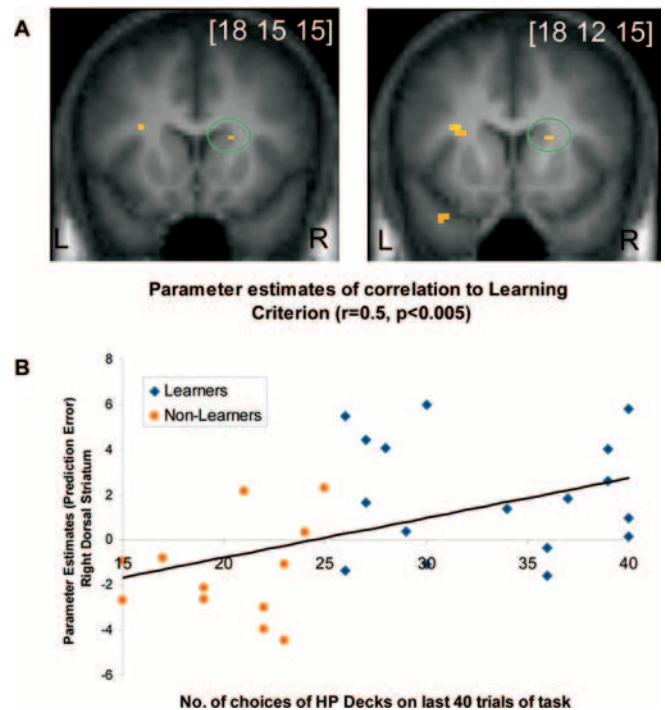 A
[18 15 15]
[18 12 15]
L
R
L
R
Parameter estimates of correlation to Learning
Criterion (r=0.5, p<0.005)
B
Parameter Estimates (Prediction Error)
Right Dorsal Striatum
8
6
4
2
0
-2
-4
-6
Learners
Non-Learners
15
20
25
30
35
40
No. of choices of HP Decks on last 40 trials of task